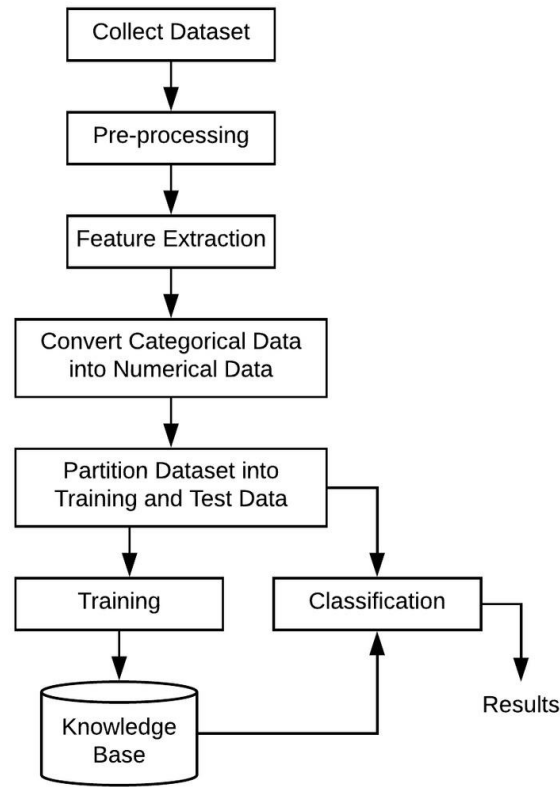 Collect Dataset
Pre-processing
Feature Extraction
Convert Categorical Data
into Numerical Data
Partition Dataset into
Training and Test Data
Training
Classification
Knowledge
Base
Results